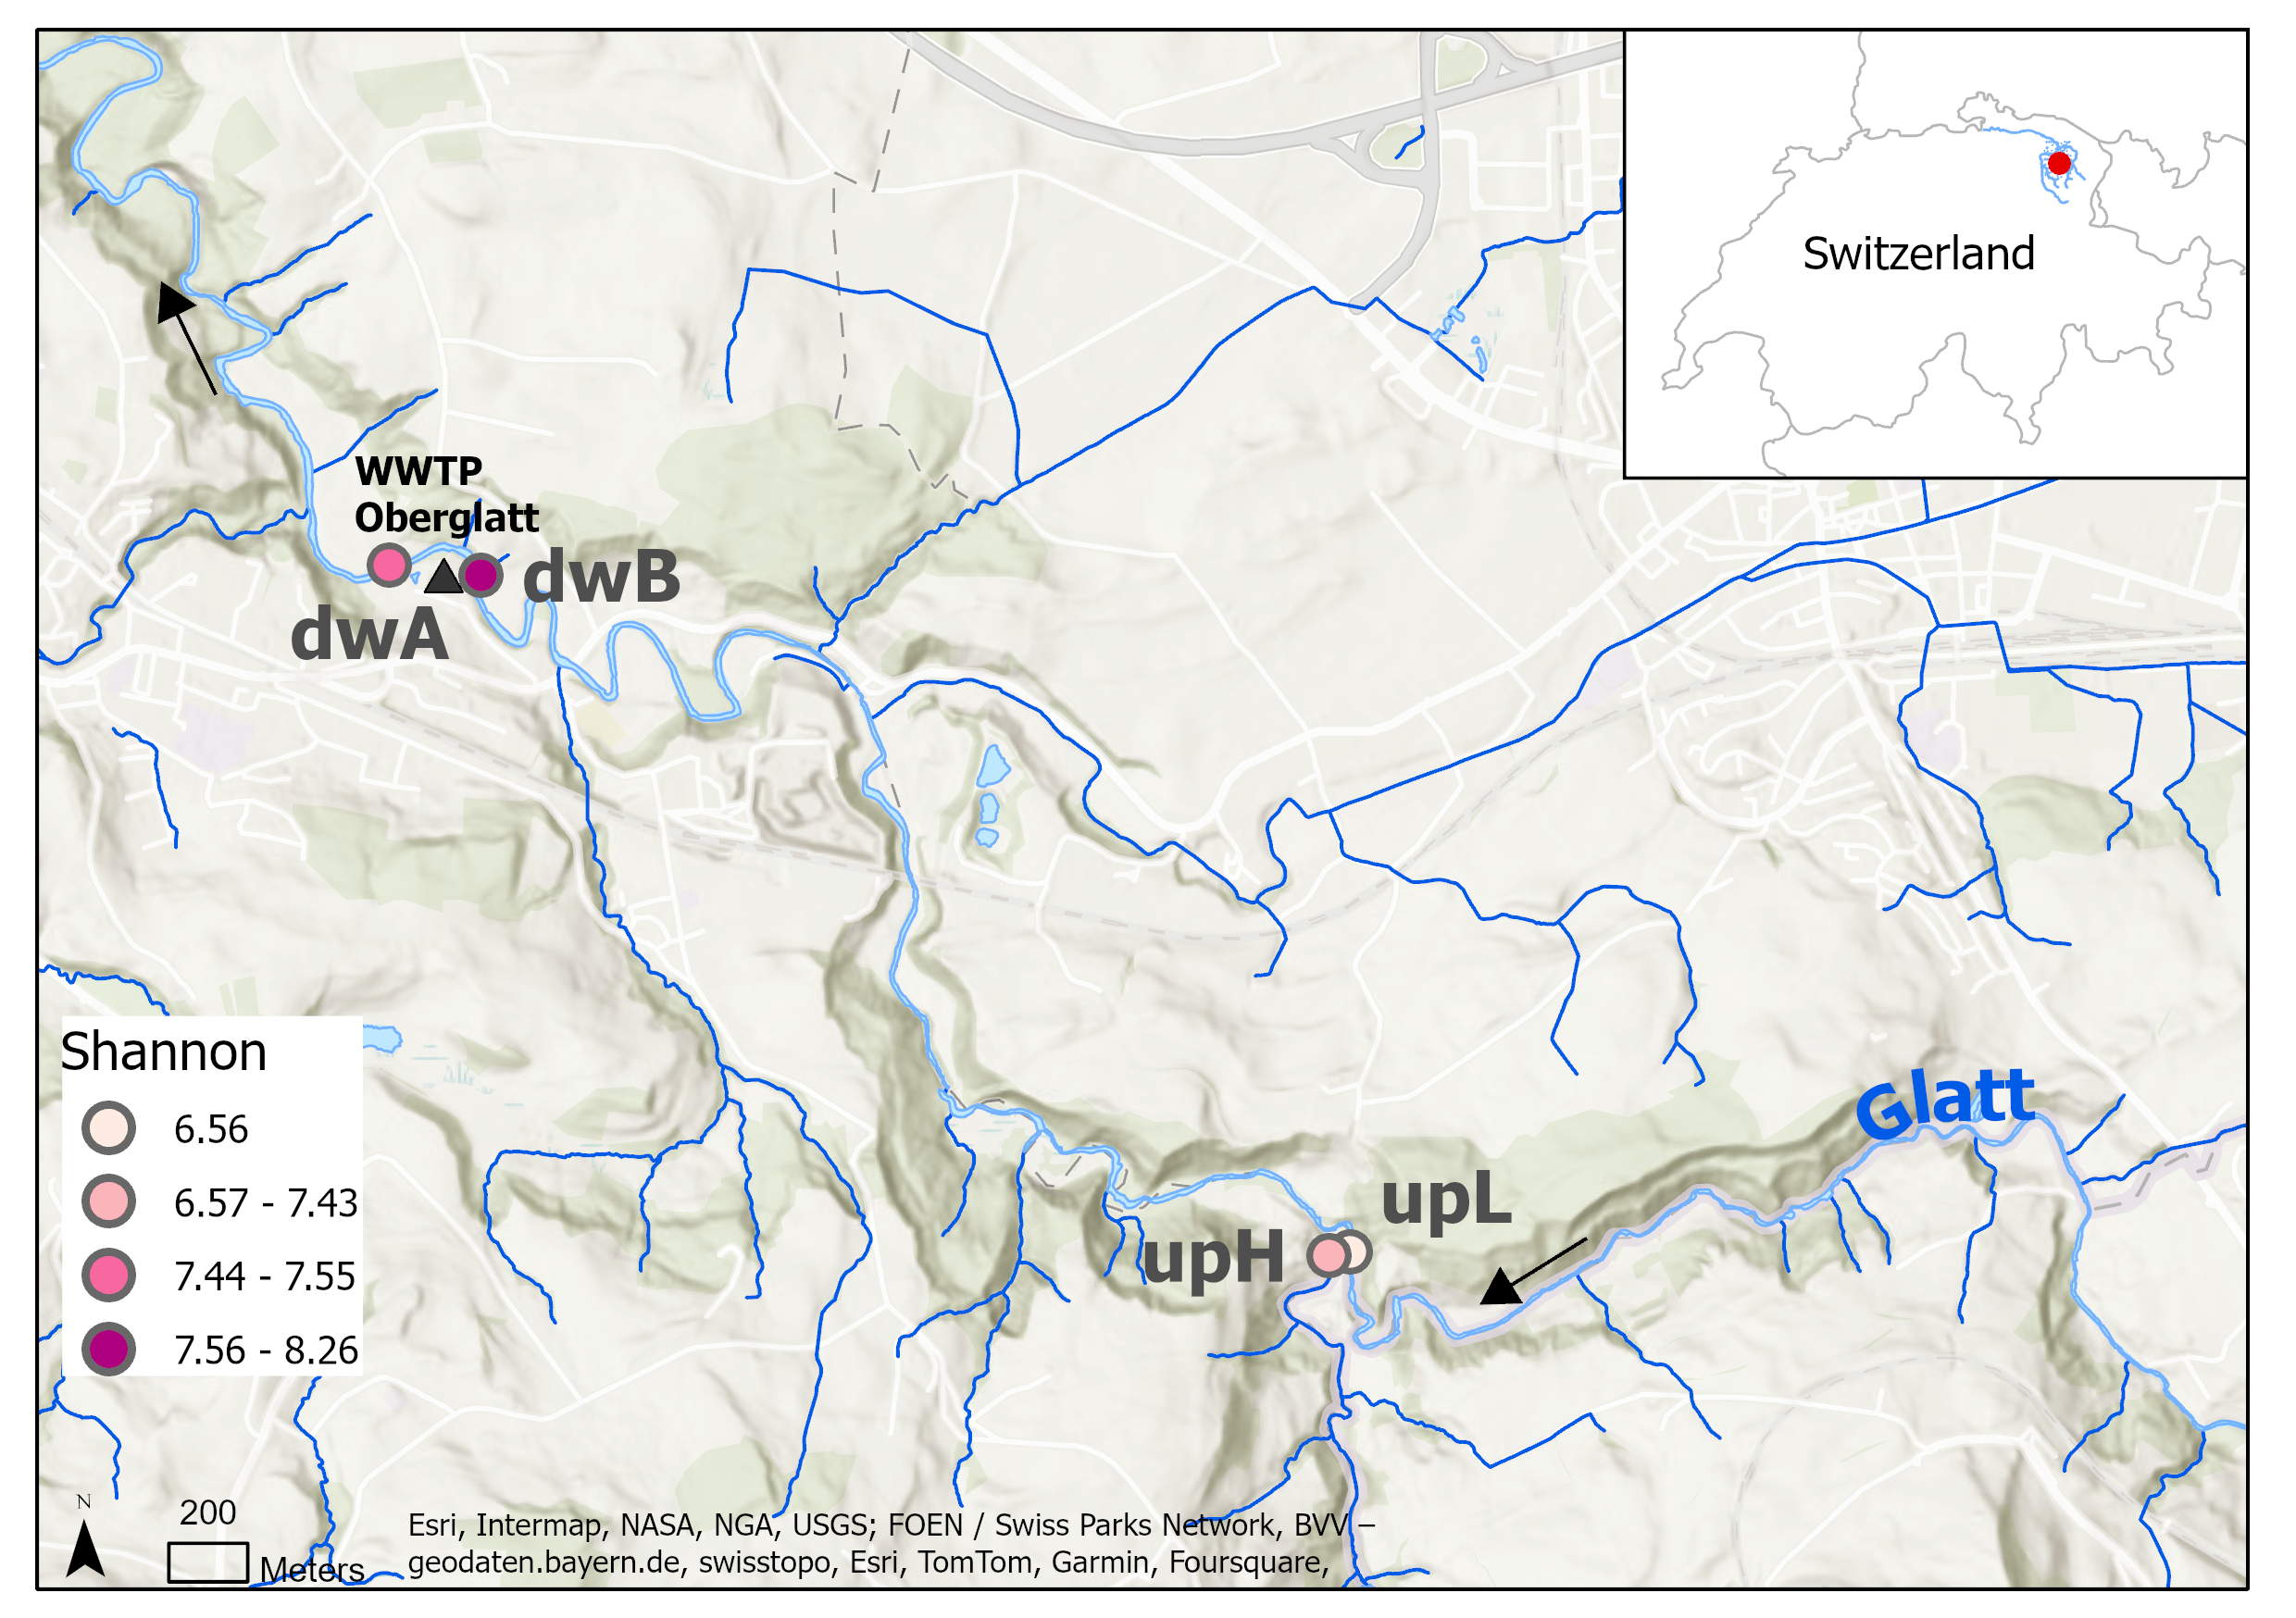 Switzerland
WWTP
Oberglatt
dwB
dwA
Glatt
upL
upH
Shannon
6.56
6.57 - 7.43
7.44 - 7.55
7.56 - 8.26
N
200
Meters
Esri, Intermap, NASA, NGA, USGS; FOEN / Swiss Parks Network, BVV –
geodaten.bayern.de, swisstopo, Esri, TomTom, Garmin, Foursquare,